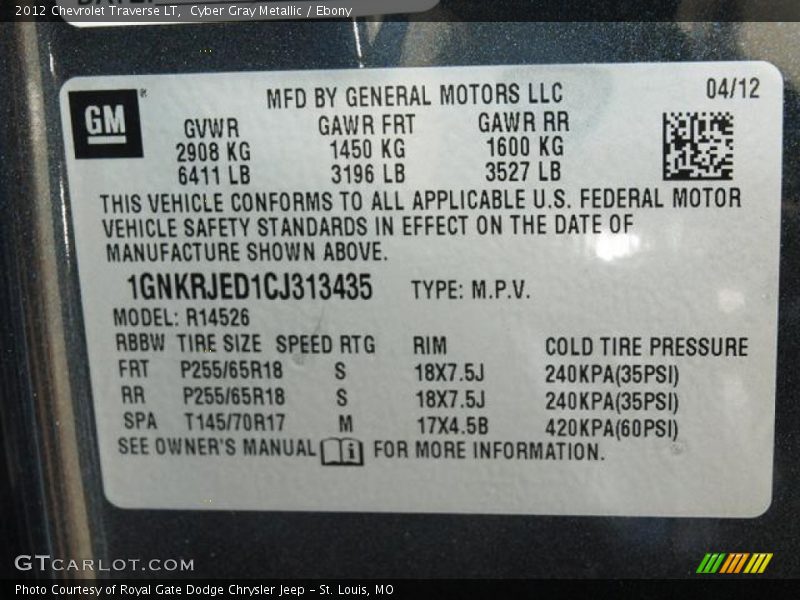 2012 Chevrolet Traverse LT, Cyber Gray Metallic / Ebony
GM
MFD BY GENERAL MOTORS LLC
04/12
GVWR GAWR FRT GAWR RR
2908 KG 1450 KG 1600 KG
6411 LB 3196 LB 3527 LB
THIS VEHICLE CONFORMS TO ALL APPLICABLE U.S. FEDERAL MOTOR
VEHICLE SAFETY STANDARDS IN EFFECT ON THE DATE OF
MANUFACTURE SHOWN ABOVE.
1GNKRJED1CJ313435 TYPE: M.P.V.
MODEL: R14526
RBBW TIRE SIZE SPEED RTG RIM COLD TIRE PRESSURE
FRT P255/65R18 S 18X7.5J 240KPA(35PSI)
RR P255/65R18 S 18X7.5J 240KPA(35PSI)
SPA T145/70R17 M 17X4.5B 420KPA(60PSI)
SEE OWNER'S MANUAL i FOR MORE INFORMATION.
GTCARLOT.COM
Photo Courtesy of Royal Gate Dodge Chrysler Jeep – St. Louis, MO